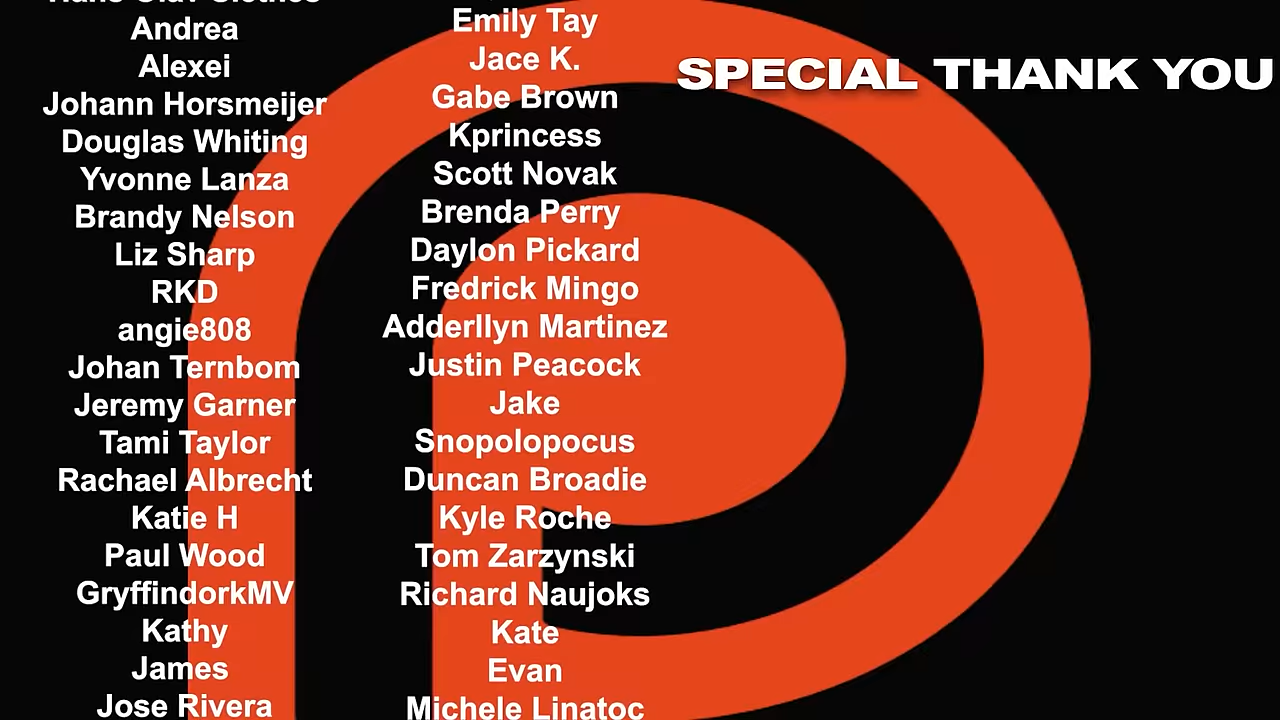 Andrea
Alexei
Johann Horsmeijer
Douglas Whiting
Yvonne Lanza
Brandy Nelson
Liz Sharp
RKD
angie808
Johan Ternbom
Jeremy Garner
Tami Taylor
Rachael Albrecht
Katie H
Paul Wood
GryffindorkMV
Kathy
James
Jose Rivera
Emily Tay
Jace K.
Gabe Brown
Kprincess
Scott Novak
Brenda Perry
Daylon Pickard
Fredrick Mingo
Adderllyn Martinez
Justin Peacock
Jake
Snopolopocus
Duncan Broadie
Kyle Roche
Tom Zarzynski
Richard Naujoks
Kate
Evan
Michele Linatoc
SPECIAL THANK YOU